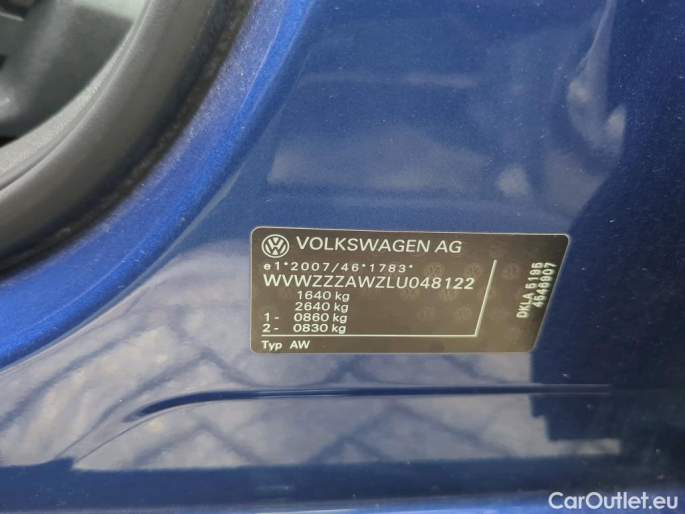 VOLKSWAGEN AG
e1*2007/46*1783*
WVWZZZAWZLU048122
1640 kg
2640 kg
1- 0860 kg
2- 0830 kg
Typ AW
DKLA 5195
4546907
CarOutlet.eu